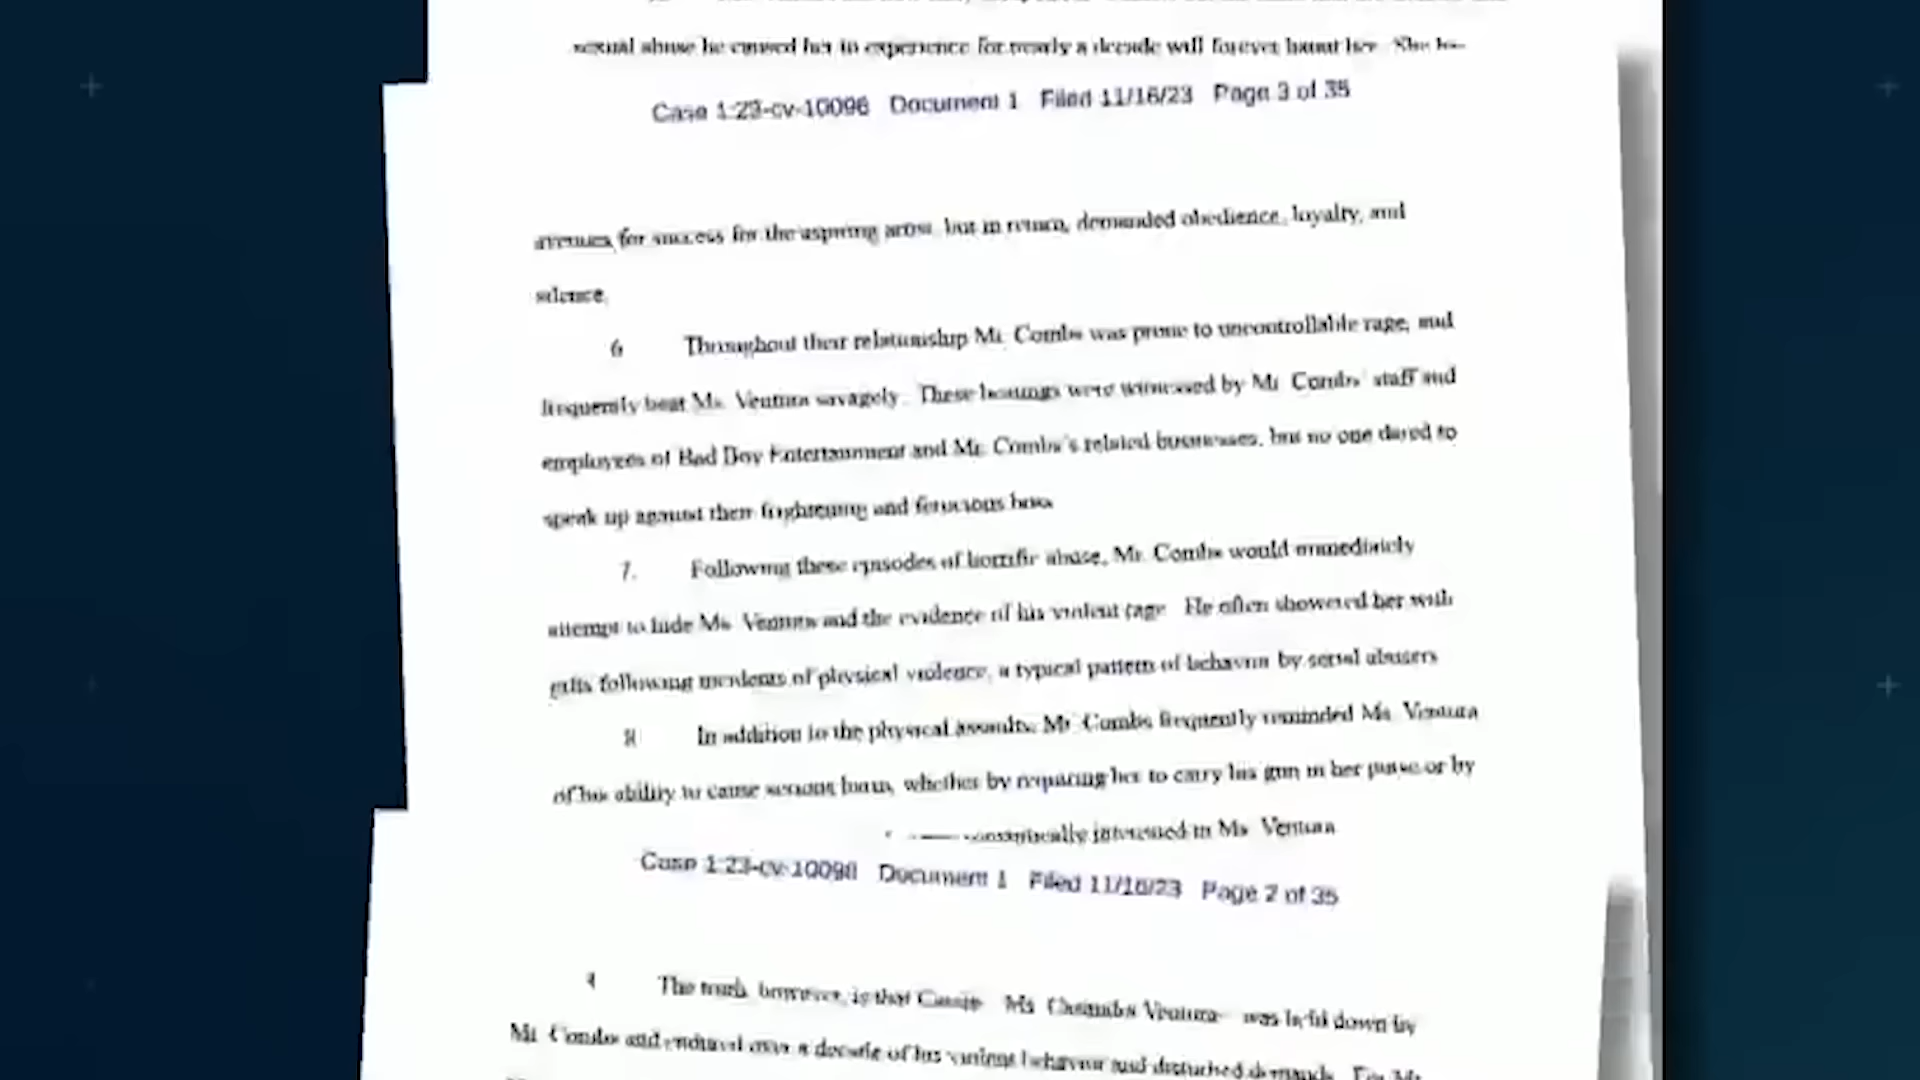 sexual abuse he caused her to experience for nearly a decade will forever haunt her. She
Case 1:23-cv-10098 Document 1 Filed 11/16/23 Page 3 of 35
avenues for success for the aspiring artist, but in return, demanded obedience, loyalty, and
silence.
6. Throughout their relationship Mr. Combs was prone to uncontrollable rage, and
frequently beat Ms. Ventura savagely. These beatings were witnessed by Mr. Combs' staff and
employees of Bad Boy Entertainment and Mr. Combs's related businesses, but no one dared to
speak up against their frightening and ferocious boss.
7. Following these episodes of horrific abuse, Mr. Combs would immediately
attempt to hide Ms. Ventura and the evidence of his violent rage. He often showered her with
gifts following incidents of physical violence, a typical pattern of behavior by serial abusers.
8. In addition to the physical assaults, Mr. Combs frequently reminded Ms. Ventura
of his ability to cause serious harm, whether by requiring her to carry his gun in her purse or by
romantically interested in Ms. Ventura
Case 1:23-cv-10098 Document 1 Filed 11/16/23 Page 2 of 35
4. The truth, however, is that Cassie Ms. Ventura was held down by
Mr. Combs and endured over a decade of his violent behavior and disturbed demands.